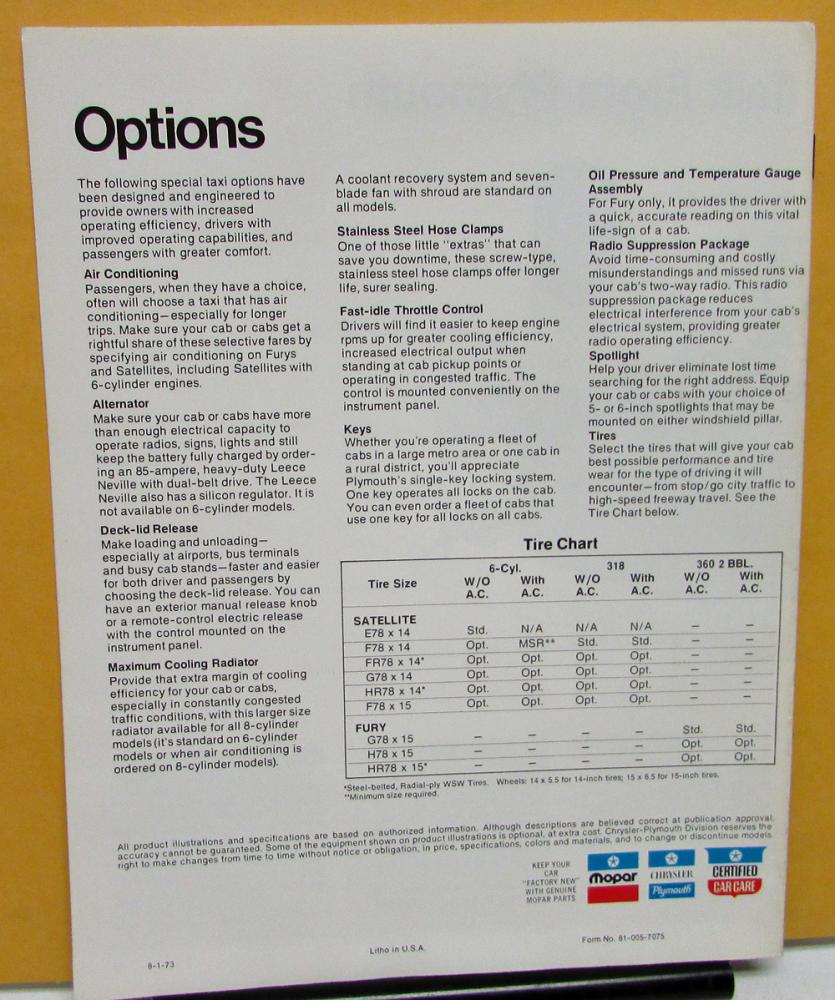 Options
The following special taxi options have
been designed and engineered to
provide owners with increased
operating efficiency, drivers with
improved operating capabilities, and
passengers with greater comfort.
Air Conditioning
Passengers, when they have a choice,
often will choose a taxi that has air
conditioning—especially for longer
trips. Make sure your cab or cabs get a
rightful share of these selective fares by
specifying air conditioning on Furys
and Satellites, including Satellites with
6-cylinder engines.
Alternator
Make sure your cab or cabs have more
than enough electrical capacity to
operate radios, signs, lights and still
keep the battery fully charged by order-
ing an 85-ampere, heavy-duty Leece
Neville with dual-belt drive. The Leece
Neville also has a silicon regulator. It is
not available on 6-cylinder models.
Deck-lid Release
Make loading and unloading—
especially at airports, bus terminals
and busy cab stands—faster and easier
for both driver and passengers by
choosing the deck-lid release. You can
have an exterior manual release knob
or a remote-control electric release
with the control mounted on the
instrument panel.
Maximum Cooling Radiator
Provide that extra margin of cooling
efficiency for your cab or cabs,
especially in constantly congested
traffic conditions, with this larger size
radiator available for all 8-cylinder
models (it's standard on 6-cylinder
models or when air conditioning is
ordered on 8-cylinder models).
A coolant recovery system and seven-
blade fan with shroud are standard on
all models.
Stainless Steel Hose Clamps
One of those little "extras" that can
save you downtime, these screw-type,
stainless steel hose clamps offer longer
life, surer sealing.
Fast-idle Throttle Control
Drivers will find it easier to keep engine
rpms up for greater cooling efficiency,
increased electrical output when
standing at cab pickup points or
operating in congested traffic. The
control is mounted conveniently on the
instrument panel.
Keys
Whether you're operating a fleet of
cabs in a large metro area or one cab in
a rural district, you'll appreciate
Plymouth's single-key locking system.
One key operates all locks on the cab.
You can even order a fleet of cabs that
use one key for all locks on all cabs.
Oil Pressure and Temperature Gauge
Assembly
For Fury only, it provides the driver with
a quick, accurate reading on this vital
life-sign of a cab.
Radio Suppression Package
Avoid time-consuming and costly
misunderstandings and missed runs via
your cab's two-way radio. This radio
suppression package reduces
electrical interference from your cab's
electrical system, providing greater
radio operating efficiency.
Spotlight
Help your driver eliminate lost time
searching for the right address. Equip
your cab or cabs with your choice of
5- or 6-inch spotlights that may be
mounted on either windshield pillar.
Tires
Select the tires that will give your cab
best possible performance and tire
wear for the type of driving it will
encounter—from stop/go city traffic to
high-speed freeway travel. See the
Tire Chart below.
Tire Chart
6-Cyl. 318 360 2 BBL.
Tire Size W/O A.C. With A.C. W/O A.C. With A.C. W/O A.C. With A.C.
SATELLITE
E78 x 14 Std. N/A N/A N/A – –
F78 x 14 Opt. MSR** Std. Std. – –
FR78 x 14* Opt. Opt. Opt. Opt. – –
G78 x 14 Opt. Opt. Opt. Opt. – –
HR78 x 14* Opt. Opt. Opt. Opt. – –
F78 x 15 Opt. Opt. Opt. Opt. – –
FURY
G78 x 15 – – – – Std. Std.
H78 x 15 – – – – Opt. Opt.
HR78 x 15* – – – – Opt. Opt.
*Steel-belted, Radial-ply WSW Tires. Wheels: 14 x 5.5 for 14-inch tires; 15 x 6.5 for 15-inch tires.
**Minimum size required.
All product illustrations and specifications are based on authorized information. Although descriptions are believed correct at publication approval,
accuracy cannot be guaranteed. Some of the equipment shown on product illustrations is optional, at extra cost. Chrysler-Plymouth Division reserves the
right to make changes from time to time without notice or obligation, in price, specifications, colors and materials, and to change or discontinue models.
KEEP YOUR
CAR
"FACTORY NEW"
WITH GENUINE
MOPAR PARTS
Mopar
CHRYSLER
Plymouth
CERTIFIED
CAR CARE
8-1-73
Litho in U.S.A.
Form No. 81-005-7075